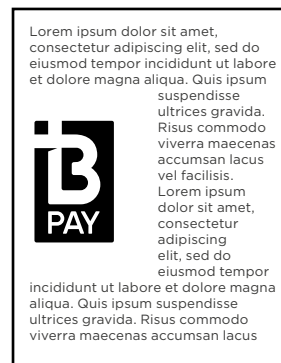 Lorem ipsum dolor sit amet,
consectetur adipiscing elit, sed do
eiusmod tempor incididunt ut labore
et dolore magna aliqua. Quis ipsum
suspendisse
ultrices gravida.
Risus commodo
viverra maecenas
accumsan lacus
vel facilisis.
Lorem ipsum
dolor sit amet,
consectetur
adipiscing
elit, sed do
eiusmod tempor
B
PAY
incididunt ut labore et dolore magna
aliqua. Quis ipsum suspendisse
ultrices gravida. Risus commodo
viverra maecenas accumsan lacus